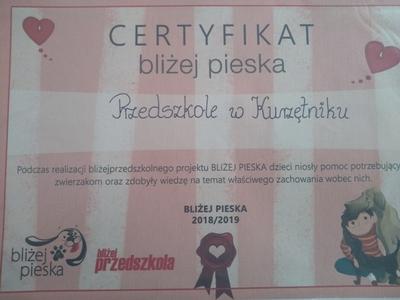 CERTYFIKAT
bliżej pieska
Przedszkole w Kurzętniku
Podczas realizacji bliżejprzedszkolnego projektu BLIŻEJ PIESKA dzieci niosły pomoc potrzebującym
zwierzakom oraz zdobyły wiedzę na temat właściwego zachowania wobec nich.
BLIŻEJ PIESKA
2018/2019
bliżej
pieska
bliżej
przedszkola